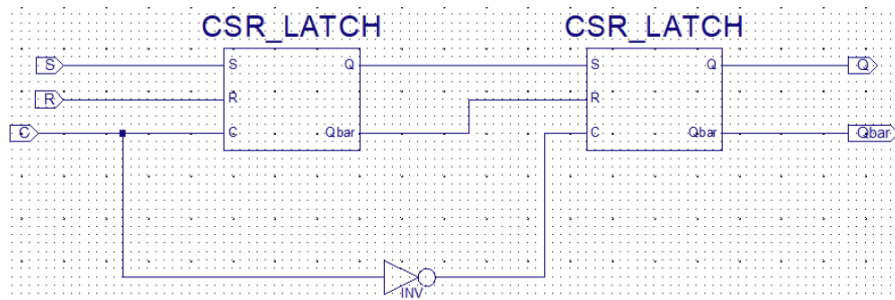 CSR_LATCH CSR_LATCH
S S Q S Q Q
R R R
C C Qbar C Qbar Qbar
INV